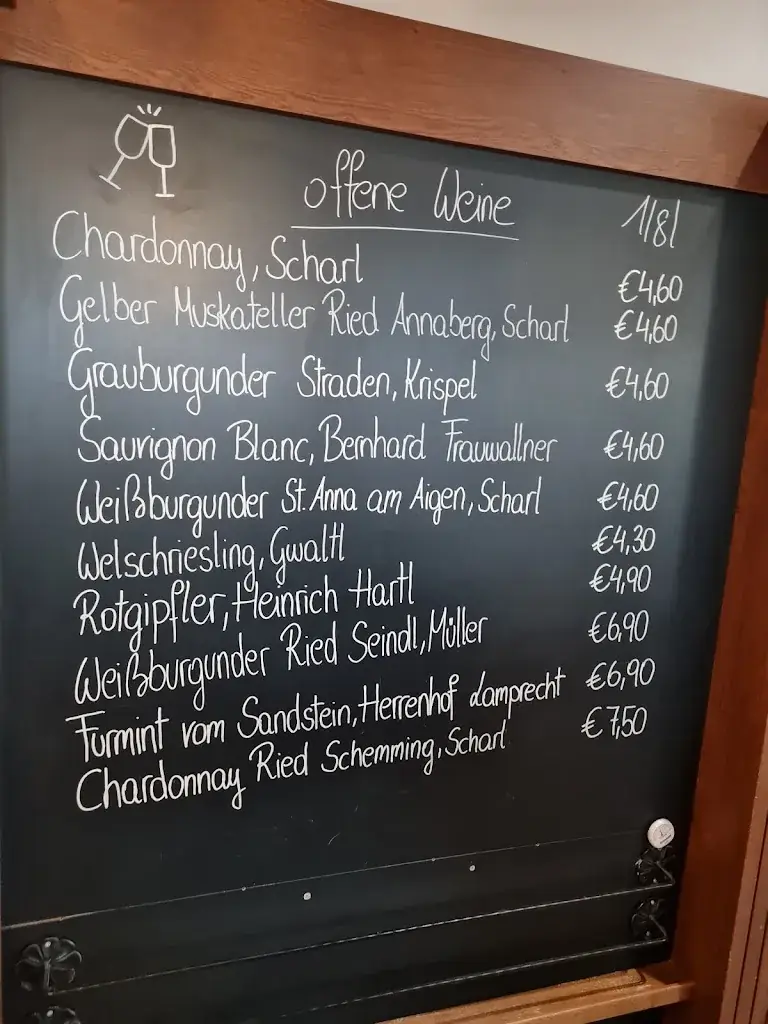 offene Weine 1/8l
Chardonnay, Scharl €4,60
Gelber Muskateller Ried Annaberg, Scharl €4,60
Grauburgunder Straden, Krispel €4,60
Sauvignon Blanc, Bernhard Frauwallner €4,60
Weißburgunder St. Anna am Aigen, Scharl €4,60
Welschriesling, Gwaltl €4,30
Rotgipfler, Heinrich Hartl €4,90
Weißburgunder Ried Seindl, Müller €6,90
Furmint vom Sandstein, Herrenhof Lamprecht €6,90
Chardonnay Ried Schemming, Scharl €7,50